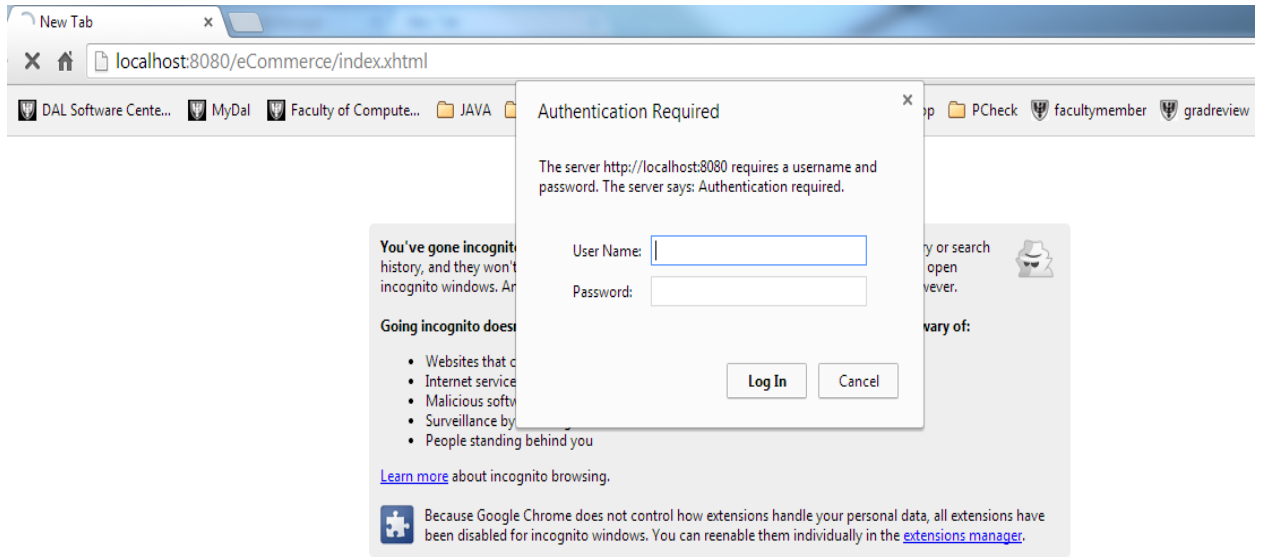 New Tab
localhost:8080/eCommerce/index.xhtml
DAL Software Cente... MyDal Faculty of Compute... JAVA PCheck facultymember gradreview
Authentication Required
The server http://localhost:8080 requires a username and
password. The server says: Authentication required.
User Name:
Password:
Log In Cancel
You've gone incognit
y or search
history, and they won't
open
incognito windows. An
wever.
Going incognito doesn
wary of:
Websites that c
Internet service
Malicious softw
Surveillance by
People standing behind you
Learn more about incognito browsing.
Because Google Chrome does not control how extensions handle your personal data, all extensions have
been disabled for incognito windows. You can reenable them individually in the extensions manager.